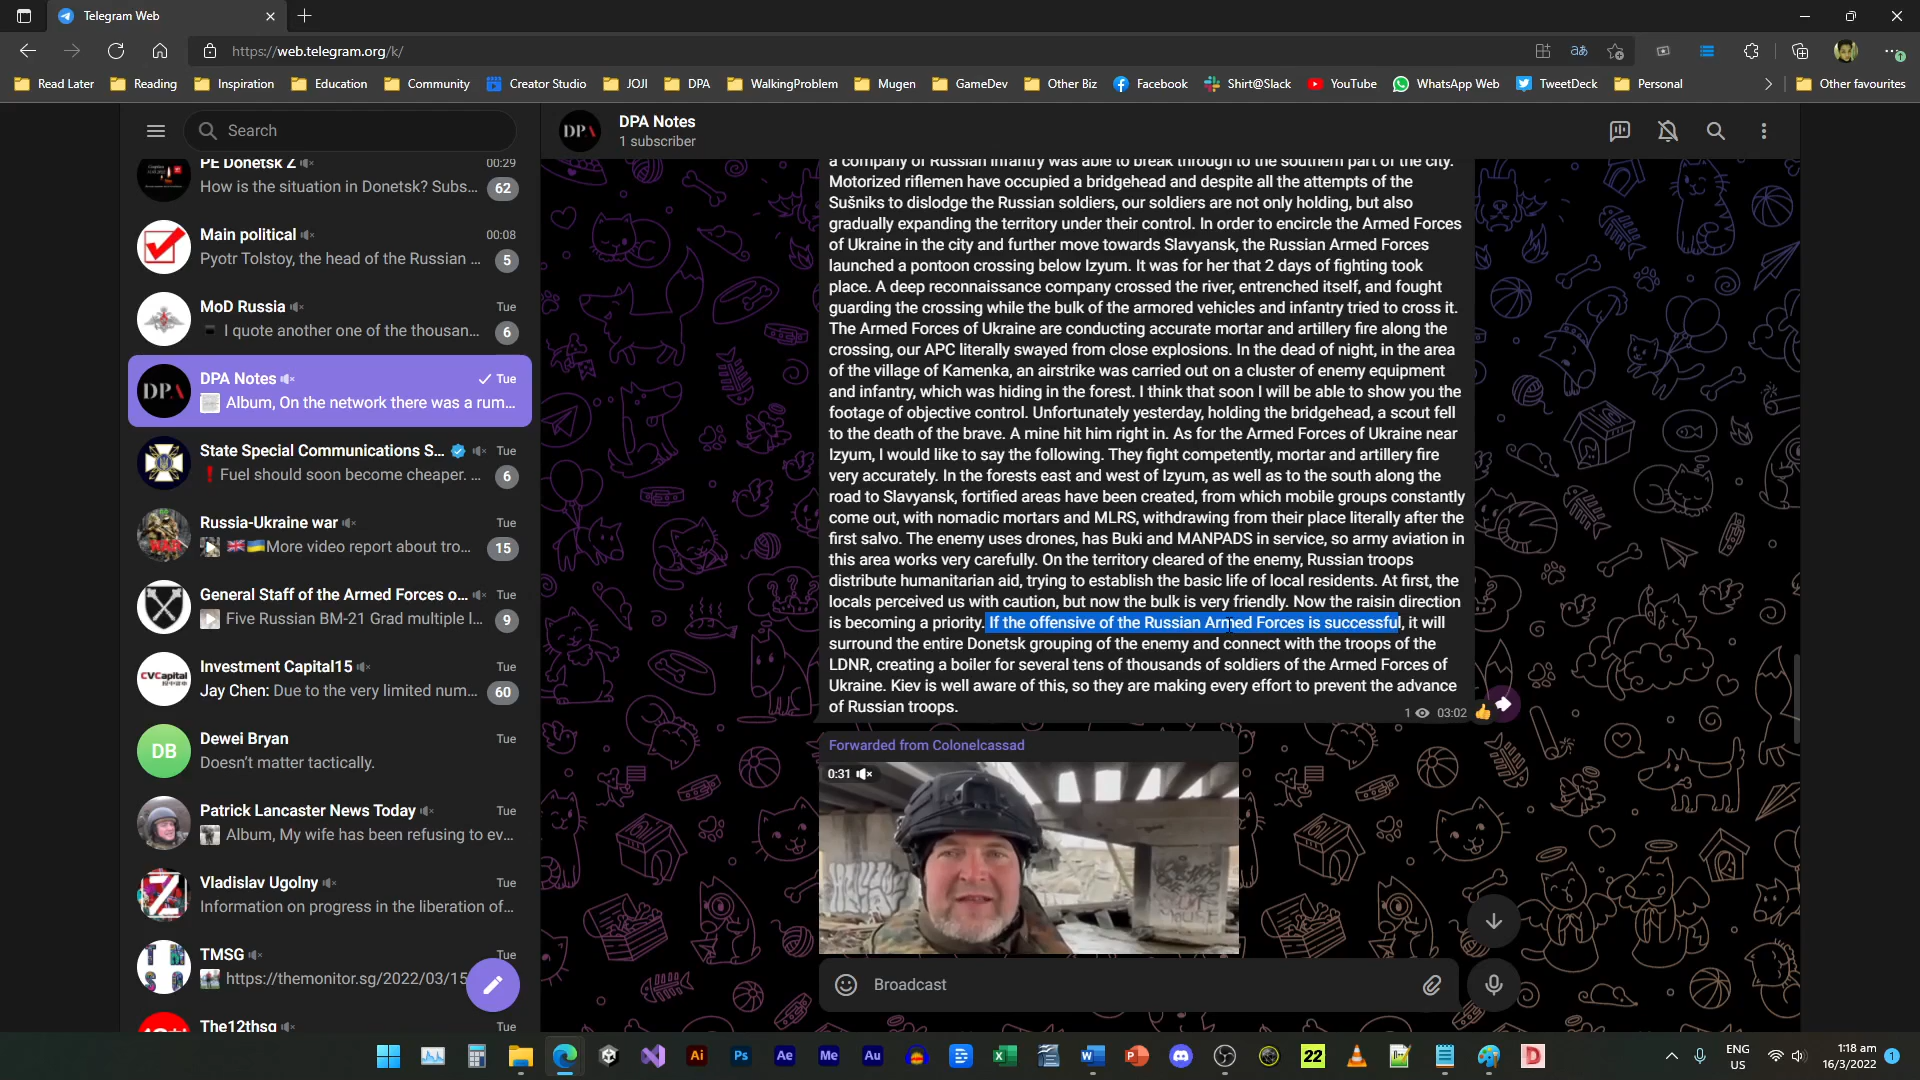 Telegram Web
https://web.telegram.org/k/
Read Later
Reading
Inspiration
Education
Community
Creator Studio
JOJI
DPA
WalkingProblem
Mugen
GameDev
Other Biz
Facebook
Shirt@Slack
YouTube
WhatsApp Web
TweetDeck
Personal
Other favourites
Search
PE Donetsk Z 00:29
How is the situation in Donetsk? Subs... 62
Main political 00:08
Pyotr Tolstoy, the head of the Russian ... 5
MoD Russia Tue
I quote another one of the thousan... 6
DPA Notes Tue
Album, On the network there was a rum...
State Special Communications S... Tue
Fuel should soon become cheaper. ... 6
Russia-Ukraine war Tue
🇬🇧🇺🇦More video report about tro... 15
General Staff of the Armed Forces o... Tue
Five Russian BM-21 Grad multiple l... 9
Investment Capital15 Tue
Jay Chen: Due to the very limited num... 60
CVCapital
DB
Dewei Bryan Tue
Doesn't matter tactically.
Patrick Lancaster News Today Tue
Album, My wife has been refusing to ev...
Vladislav Ugolny Tue
Information on progress in the liberation of...
TMSG Tue
https://themonitor.sg/2022/03/15
The12thsg Tue
DPA
DPA Notes
1 subscriber
a company of Russian infantry was able to break through to the southern part of the city.
Motorized riflemen have occupied a bridgehead and despite all the attempts of the
Sušniks to dislodge the Russian soldiers, our soldiers are not only holding, but also
gradually expanding the territory under their control. In order to encircle the Armed Forces
of Ukraine in the city and further move towards Slavyansk, the Russian Armed Forces
launched a pontoon crossing below Izyum. It was for her that 2 days of fighting took
place. A deep reconnaissance company crossed the river, entrenched itself, and fought
guarding the crossing while the bulk of the armored vehicles and infantry tried to cross it.
The Armed Forces of Ukraine are conducting accurate mortar and artillery fire along the
crossing, our APC literally swayed from close explosions. In the dead of night, in the area
of the village of Kamenka, an airstrike was carried out on a cluster of enemy equipment
and infantry, which was hiding in the forest. I think that soon I will be able to show you the
footage of objective control. Unfortunately yesterday, holding the bridgehead, a scout fell
to the death of the brave. A mine hit him right in. As for the Armed Forces of Ukraine near
Izyum, I would like to say the following. They fight competently, mortar and artillery fire
very accurately. In the forests east and west of Izyum, as well as to the south along the
road to Slavyansk, fortified areas have been created, from which mobile groups constantly
come out, with nomadic mortars and MLRS, withdrawing from their place literally after the
first salvo. The enemy uses drones, has Buki and MANPADS in service, so army aviation in
this area works very carefully. On the territory cleared of the enemy, Russian troops
distribute humanitarian aid, trying to establish the basic life of local residents. At first, the
locals perceived us with caution, but now the bulk is very friendly. Now the raisin direction
is becoming a priority. If the offensive of the Russian Armed Forces is successful, it will
surround the entire Donetsk grouping of the enemy and connect with the troops of the
LDNR, creating a boiler for several tens of thousands of soldiers of the Armed Forces of
Ukraine. Kiev is well aware of this, so they are making every effort to prevent the advance
of Russian troops.
1 03:02
Forwarded from Colonelcassad
0:31
Broadcast
Ai
Ps
Ae
Me
Au
22
ENG
US
1:18 am
16/3/2022
1